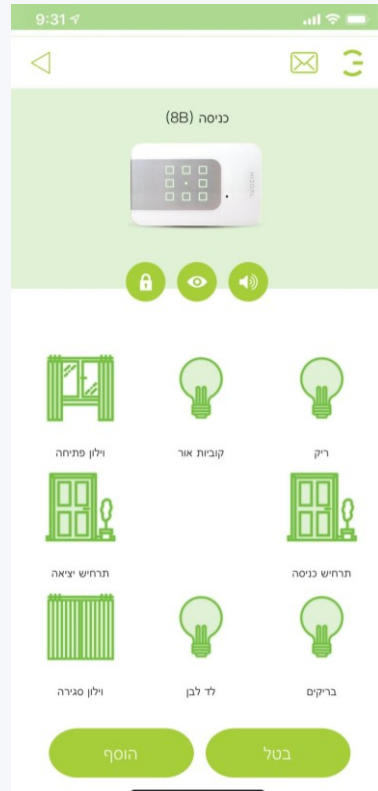 9:31
כניסה (8B)
ריק
קוביות אור
וילון פתיחה
תרחיש כניסה
תרחיש יציאה
בריקים
לד לבן
וילון סגירה
בטל
הוסף